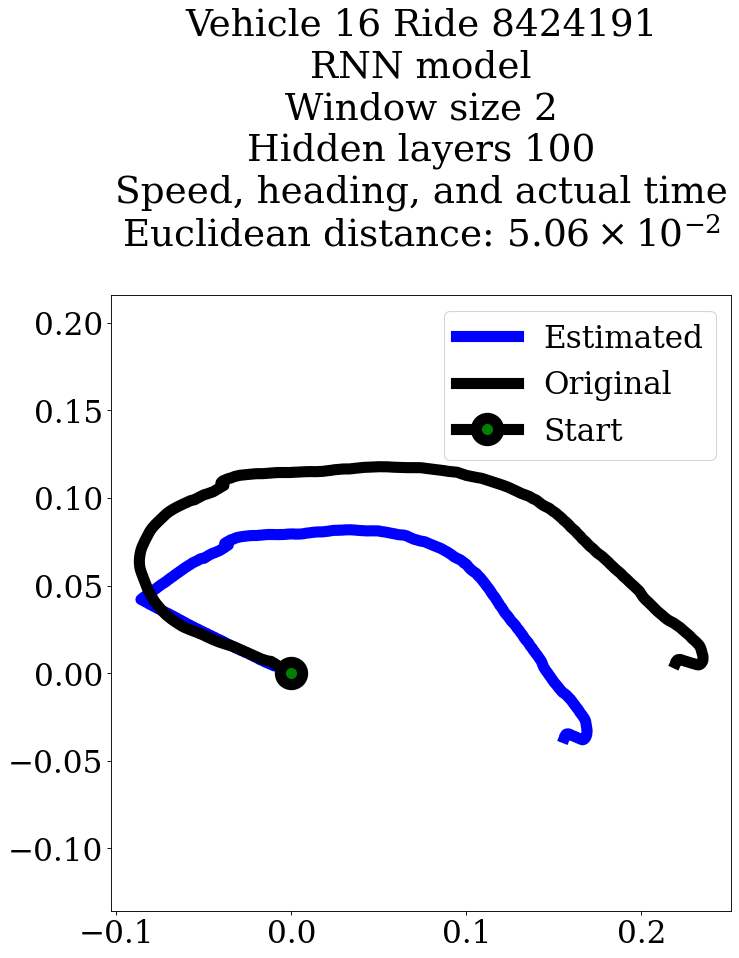 Vehicle 16 Ride 8424191
RNN model
Window size 2
Hidden layers 100
Speed, heading, and actual time
Euclidean distance: 5.06 × 10⁻²
Estimated
Original
Start
0.20
0.15
0.10
0.05
0.00
−0.05
−0.10
−0.1 0.0 0.1 0.2